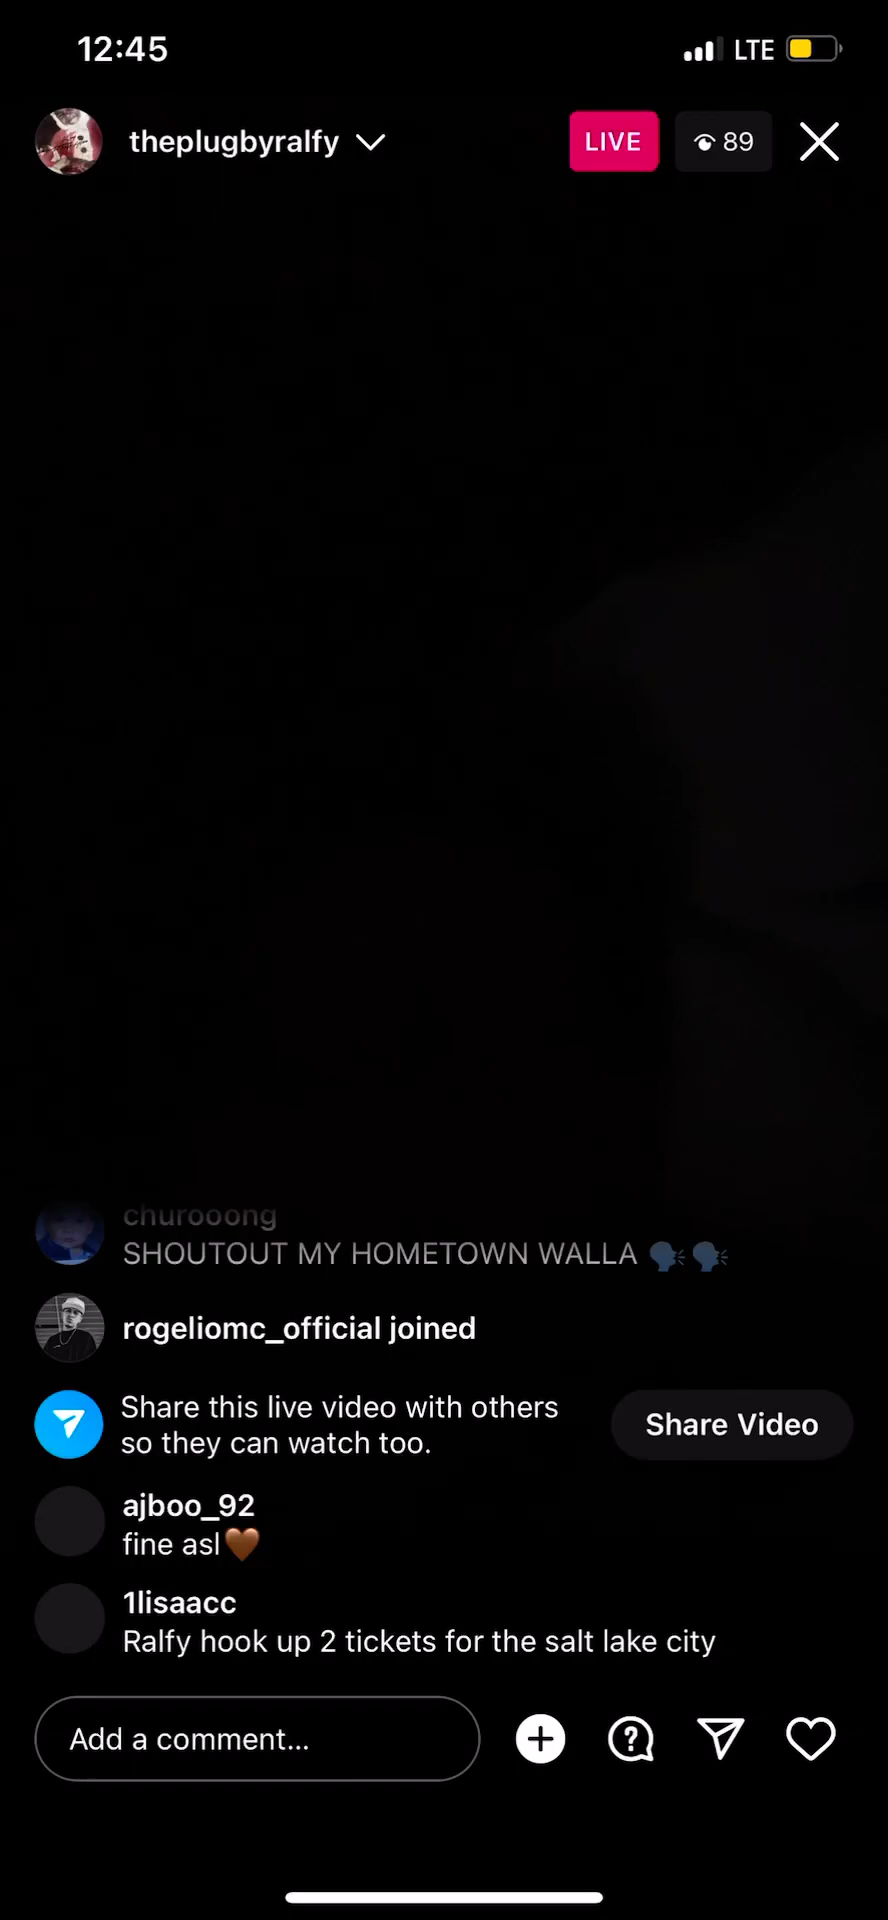 12:45
LTE
theplugbyralfy
LIVE
89
churooong
SHOUTOUT MY HOMETOWN WALLA 🗣️🗣️
rogeliomc_official joined
Share this live video with others
so they can watch too.
Share Video
ajboo_92
fine asl🤎
1lisaacc
Ralfy hook up 2 tickets for the salt lake city
Add a comment...